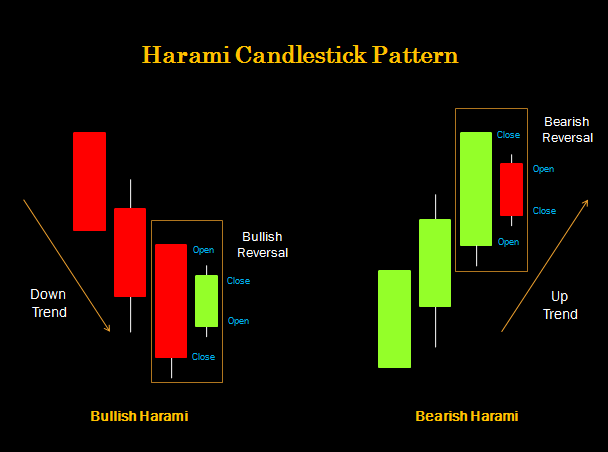 Harami Candlestick Pattern
Open
Bullish
Reversal
Close
Down
Trend
Open
Close
Bullish Harami
Bearish
Reversal
Close
Open
Close
Open
Up
Trend
Bearish Harami